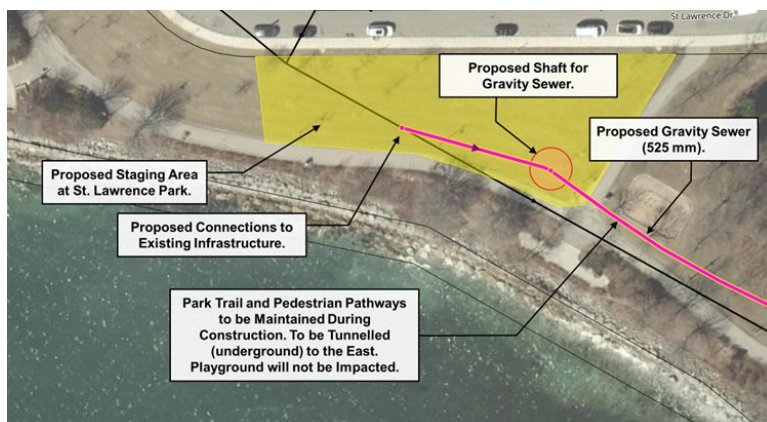 St Lawrence Dr
Proposed Shaft for
Gravity Sewer.
Proposed Gravity Sewer
(525 mm).
Proposed Staging Area
at St. Lawrence Park.
Proposed Connections to
Existing Infrastructure.
Park Trail and Pedestrian Pathways
to be Maintained During
Construction. To be Tunnelled
(underground) to the East.
Playground will not be Impacted.